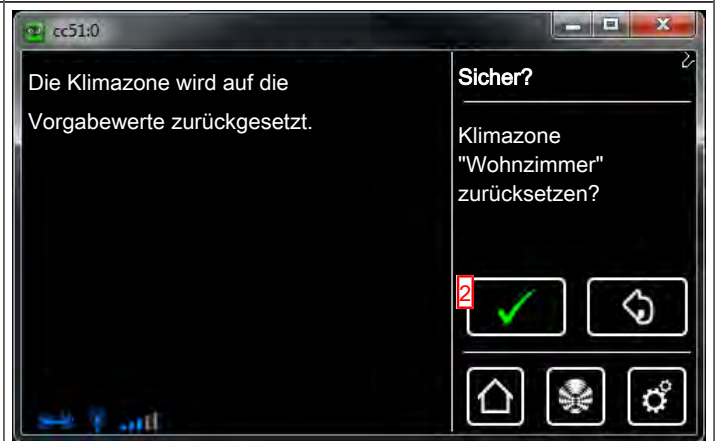 cc51:0
Die Klimazone wird auf die
Vorgabewerte zurückgesetzt.
Sicher?
Klimazone
"Wohnzimmer"
zurücksetzen?
2